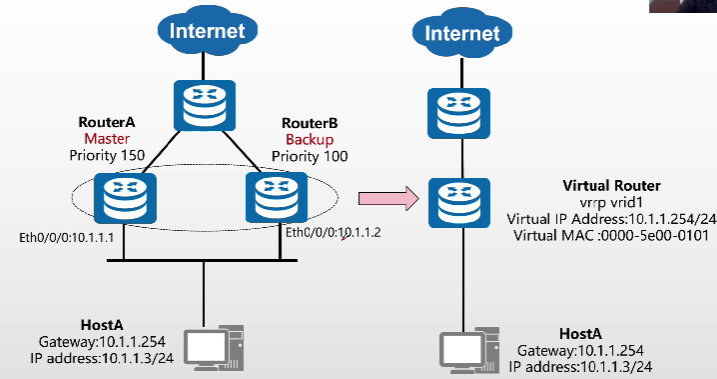 Internet
RouterA
Master
Priority 150
RouterB
Backup
Priority 100
Eth0/0/0:10.1.1.1
Eth0/0/0:10.1.1.2
HostA
Gateway:10.1.1.254
IP address:10.1.1.3/24
Internet
Virtual Router
vrrp vrid1
Virtual IP Address:10.1.1.254/24
Virtual MAC :0000-5e00-0101
HostA
Gateway:10.1.1.254
IP address:10.1.1.3/24